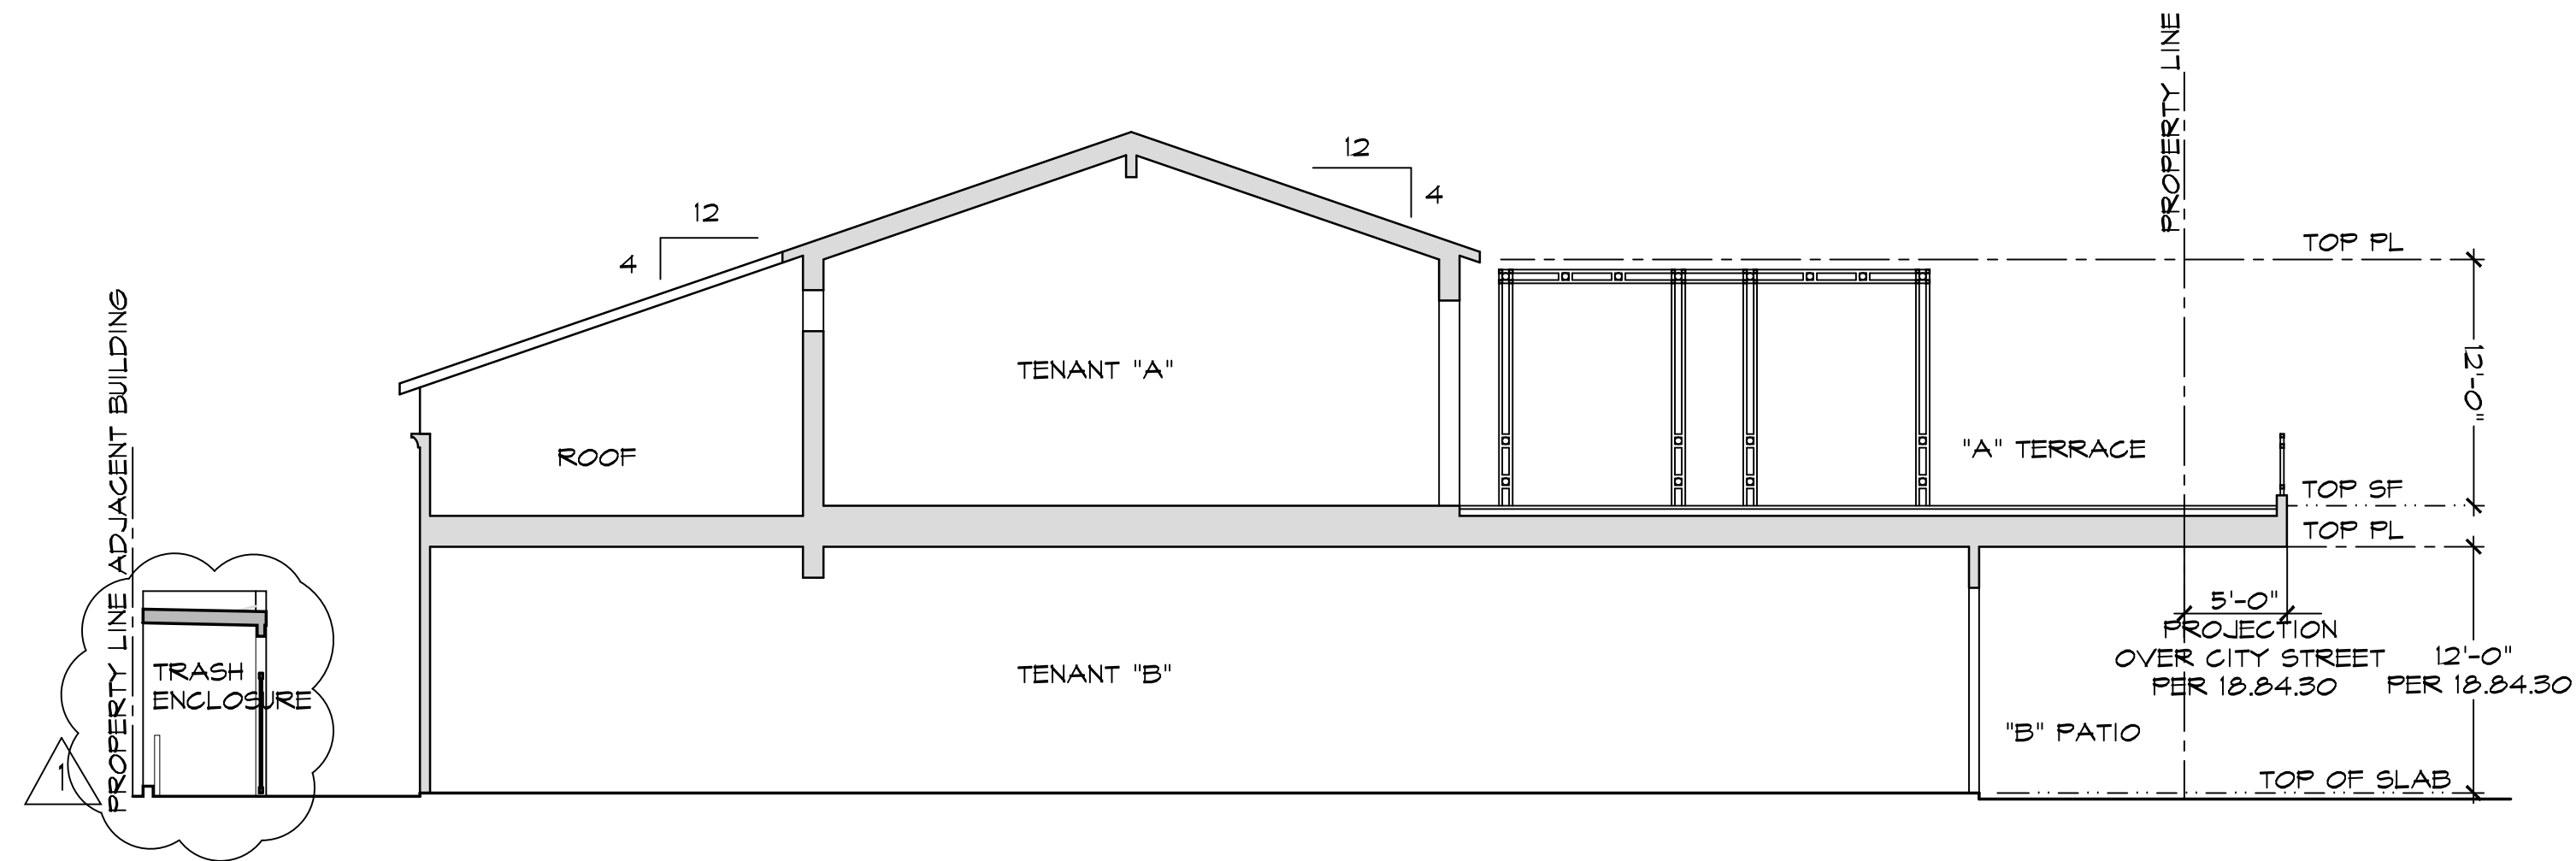 PROPERTY LINE
12
4
12
4
TOP PL
12'-0"
PROPERTY LINE ADJACENT BUILDING
TENANT "A"
ROOF
"A" TERRACE
TOP SF
TOP PL
5'-0"
PROJECTION
OVER CITY STREET
PER 18.84.30
12'-0"
PER 18.84.30
TRASH
ENCLOSURE
TENANT "B"
"B" PATIO
1
TOP OF SLAB